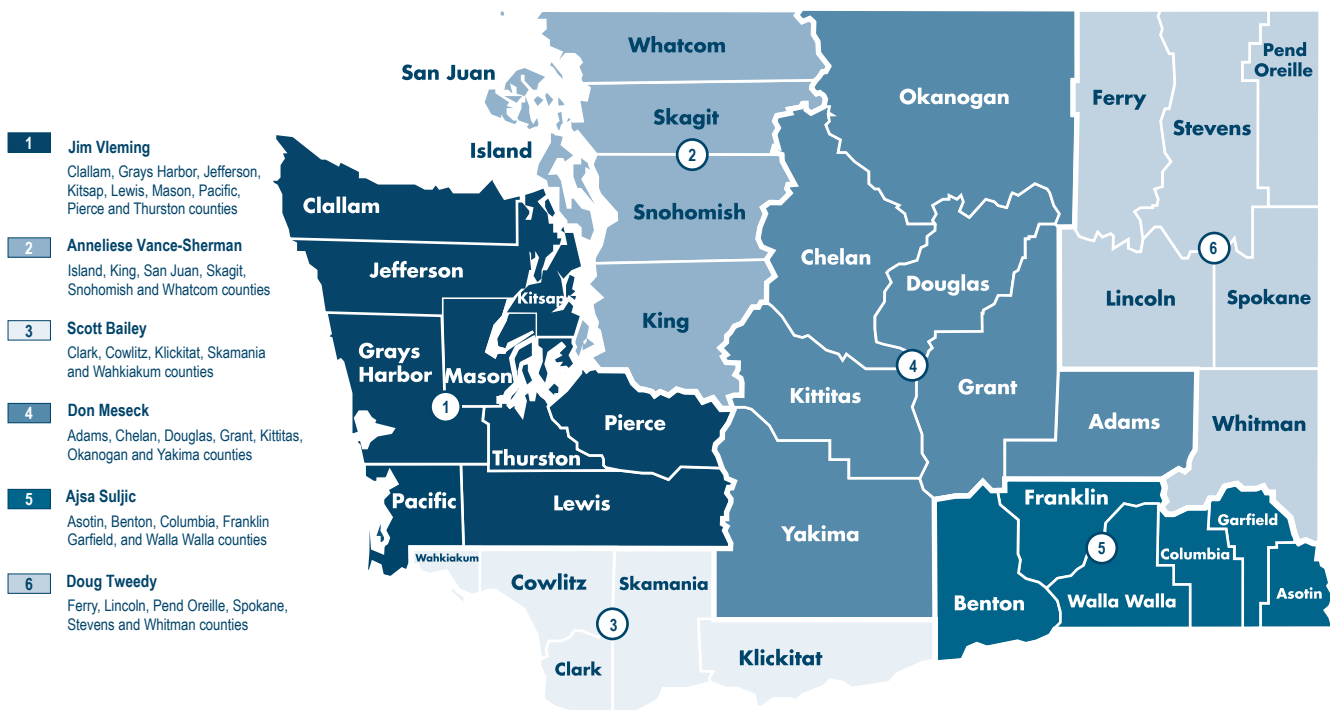 1
Jim Vleming
Clallam, Grays Harbor, Jefferson,
Kitsap, Lewis, Mason, Pacific,
Pierce and Thurston counties
2
Anneliese Vance-Sherman
Island, King, San Juan, Skagit,
Snohomish and Whatcom counties
3
Scott Bailey
Clark, Cowlitz, Klickitat, Skamania
and Wahkiakum counties
4
Don Meseck
Adams, Chelan, Douglas, Grant, Kittitas,
Okanogan and Yakima counties
5
Ajsa Suljic
Asotin, Benton, Columbia, Franklin
Garfield, and Walla Walla counties
6
Doug Tweedy
Ferry, Lincoln, Pend Oreille, Spokane,
Stevens and Whitman counties
Whatcom
San Juan
Skagit
2
Island
Snohomish
King
Clallam
Jefferson
Kitsap
Grays
Harbor
Mason
1
Thurston
Pierce
Pacific
Lewis
Okanogan
Chelan
Douglas
4
Kittitas
Grant
Adams
Yakima
Ferry
Stevens
Pend
Oreille
6
Lincoln
Spokane
Whitman
Wahkiakum
Cowlitz
Skamania
3
Clark
Klickitat
Franklin
5
Benton
Walla Walla
Columbia
Garfield
Asotin